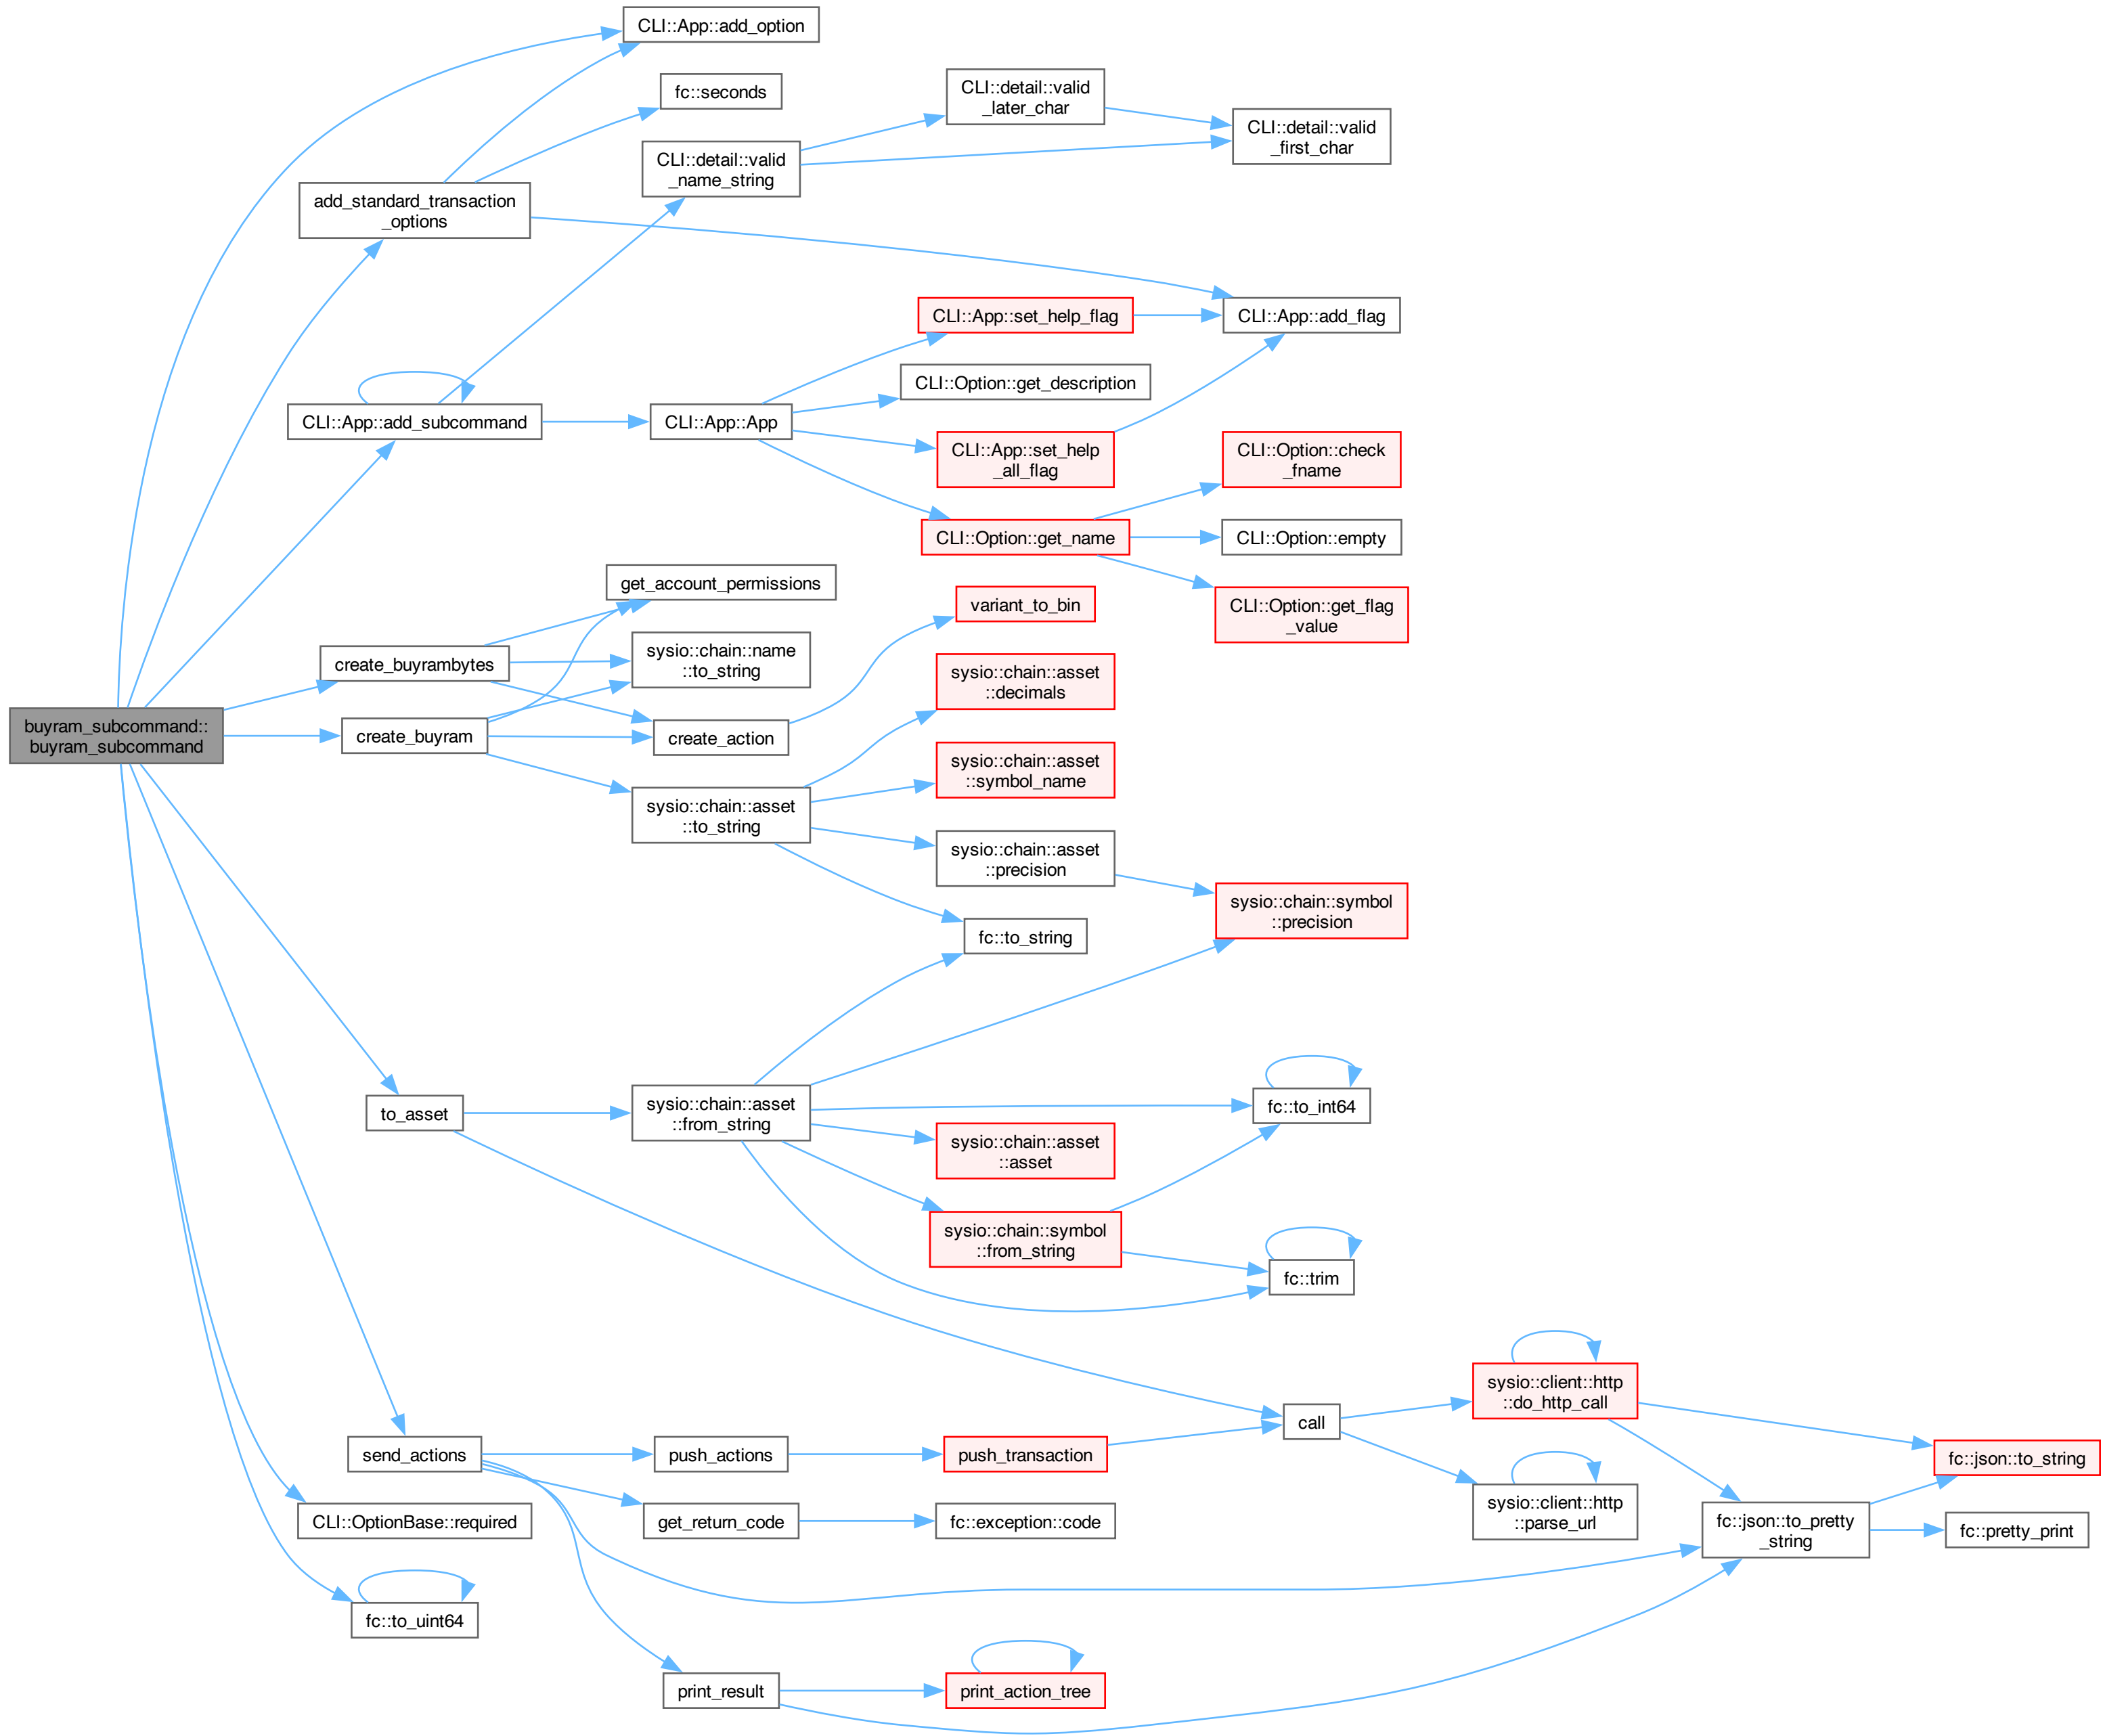 buyram_subcommand::
buyram_subcommand
CLI::App::add_option
add_standard_transaction
_options
fc::seconds
CLI::App::add_flag
CLI::App::add_subcommand
CLI::detail::valid
_name_string
CLI::detail::valid
_later_char
CLI::detail::valid
_first_char
CLI::App::App
CLI::App::set_help_flag
CLI::Option::get_description
CLI::App::set_help
_all_flag
CLI::Option::get_name
CLI::Option::check
_fname
CLI::Option::empty
CLI::Option::get_flag
_value
create_buyrambytes
get_account_permissions
sysio::chain::name
::to_string
create_action
variant_to_bin
create_buyram
sysio::chain::asset
::to_string
sysio::chain::asset
::decimals
sysio::chain::asset
::symbol_name
sysio::chain::asset
::precision
sysio::chain::symbol
::precision
fc::to_string
to_asset
sysio::chain::asset
::from_string
fc::to_int64
sysio::chain::asset
::asset
sysio::chain::symbol
::from_string
fc::trim
call
sysio::client::http
::do_http_call
sysio::client::http
::parse_url
fc::json::to_string
fc::json::to_pretty
_string
fc::pretty_print
send_actions
push_actions
push_transaction
get_return_code
fc::exception::code
print_result
print_action_tree
CLI::OptionBase::required
fc::to_uint64